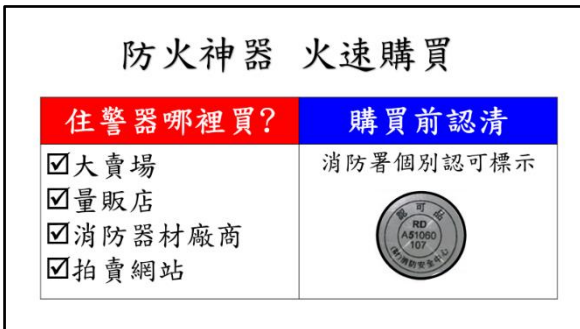 防火神器 火速購買
住警器哪裡買?
☑大賣場
☑量販店
☑消防器材廠商
☑拍賣網站
購買前認清
消防署個別認可標示
認可品
RD
A51060
107
(財)消防安全中心